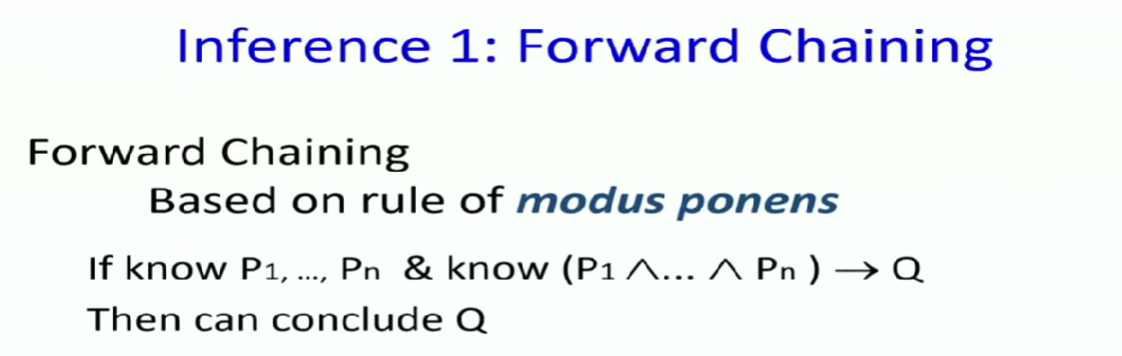 Inference 1: Forward Chaining
Forward Chaining
Based on rule of modus ponens
If know P1, ..., Pn & know (P1 ∧... ∧ Pn ) → Q
Then can conclude Q